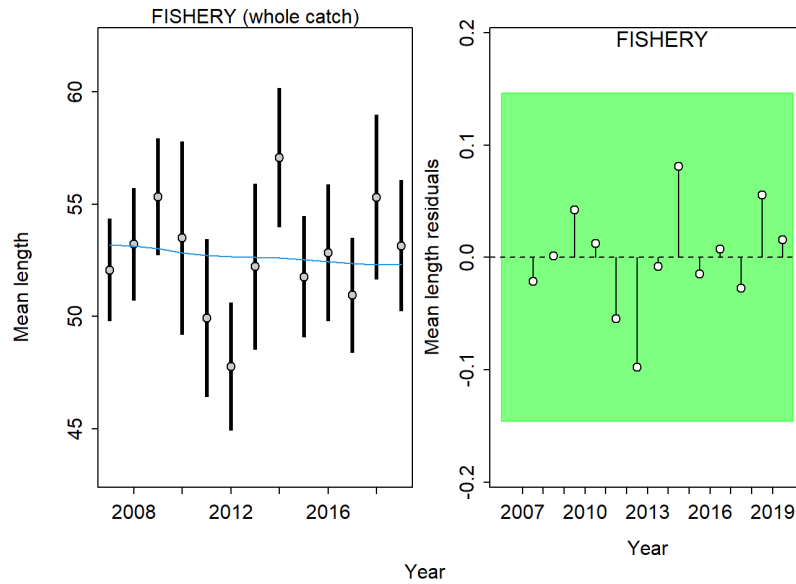 FISHERY (whole catch)
Mean length
60
55
50
45
2008 2012 2016
FISHERY
Mean length residuals
0.2
0.1
0.0
-0.1
-0.2
2007 2010 2013 2016 2019
Year
Year